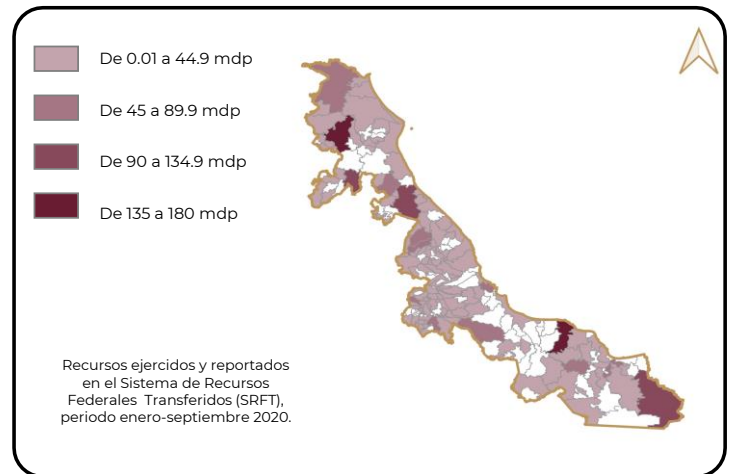 De 0.01 a 44.9 mdp
De 45 a 89.9 mdp
De 90 a 134.9 mdp
De 135 a 180 mdp
Recursos ejercidos y reportados
en el Sistema de Recursos
Federales Transferidos (SRFT),
periodo enero-septiembre 2020.